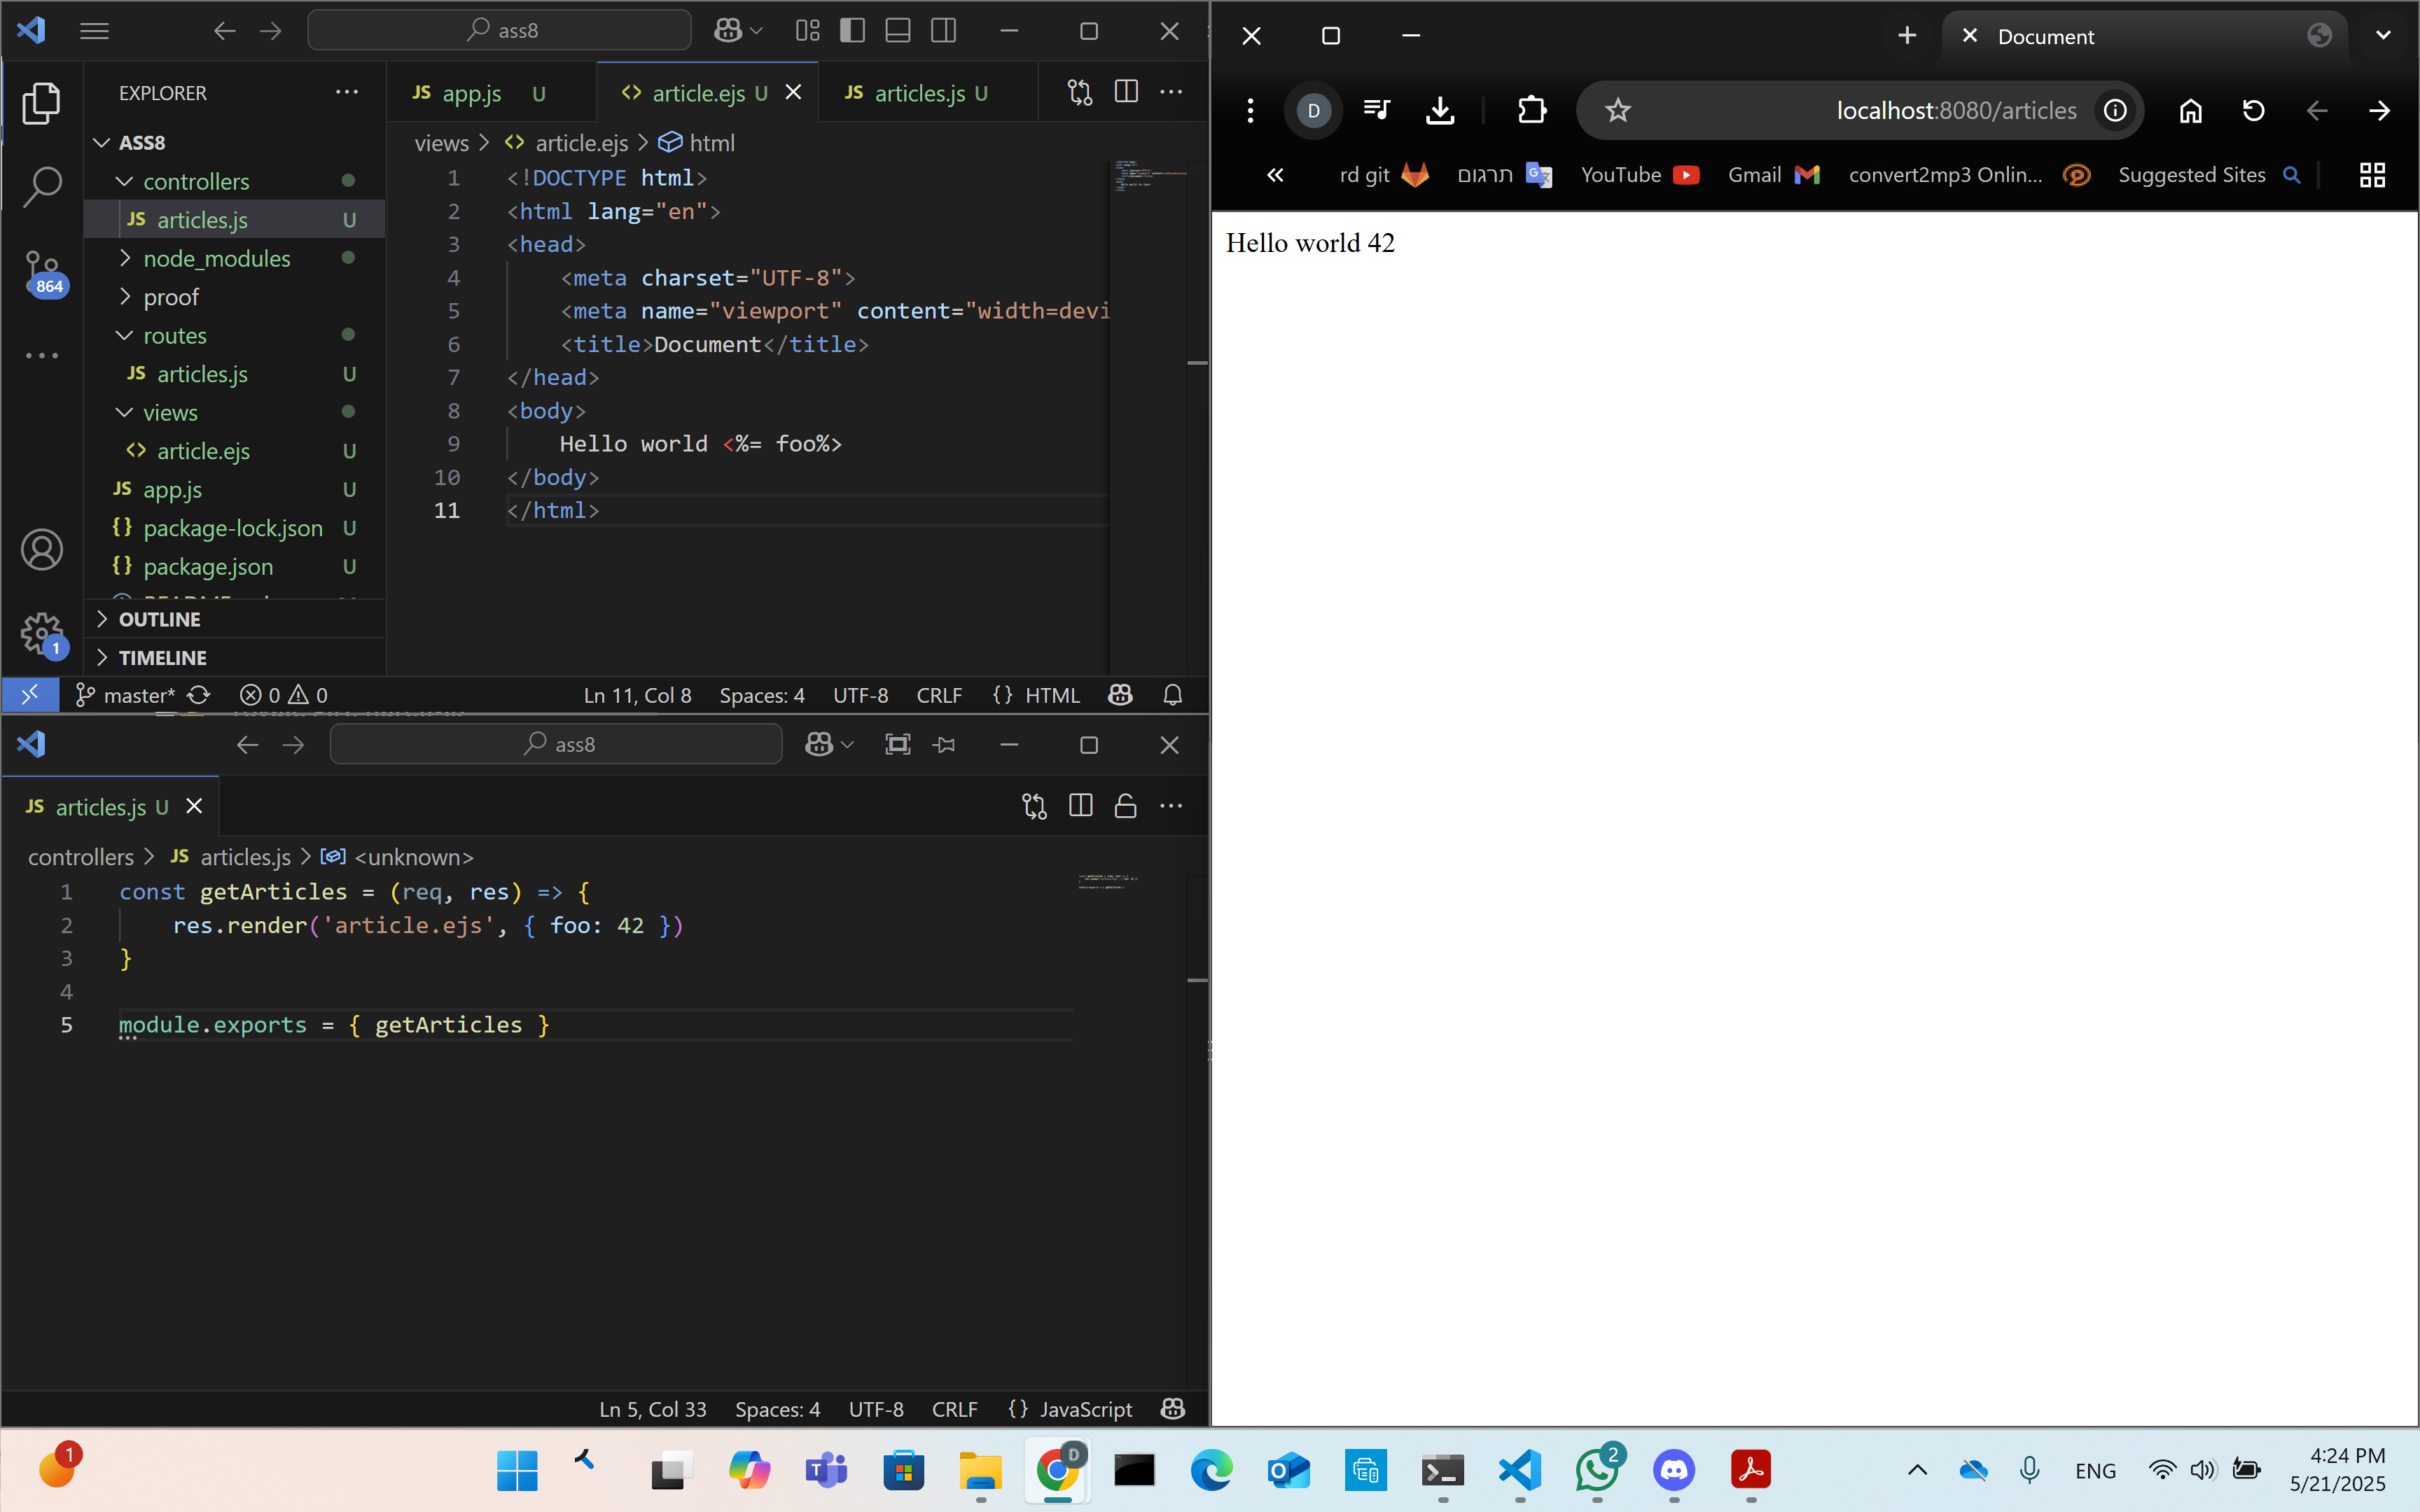 ass8
EXPLORER
ASS8
controllers
JS articles.js U
node_modules
proof
routes
JS articles.js U
views
<> article.ejs U
JS app.js U
{} package-lock.json U
{} package.json U
OUTLINE
TIMELINE
864
1
JS app.js U
<> article.ejs U
JS articles.js U
views > <> article.ejs > html
1 <!DOCTYPE html>
2 <html lang="en">
3 <head>
4 <meta charset="UTF-8">
5 <meta name="viewport" content="width=devi
6 <title>Document</title>
7 </head>
8 <body>
9 Hello world <%= foo%>
10 </body>
11 </html>
master* 0 0 Ln 11, Col 8 Spaces: 4 UTF-8 CRLF {} HTML
ass8
JS articles.js U
controllers > JS articles.js > <unknown>
1 const getArticles = (req, res) => {
2 res.render('article.ejs', { foo: 42 })
3 }
4
5 module.exports = { getArticles }
Ln 5, Col 33 Spaces: 4 UTF-8 CRLF {} JavaScript
Document
D
localhost:8080/articles
rd git תרגום YouTube Gmail convert2mp3 Onlin... Suggested Sites
Hello world 42
1
D
2
ENG
4:24 PM
5/21/2025